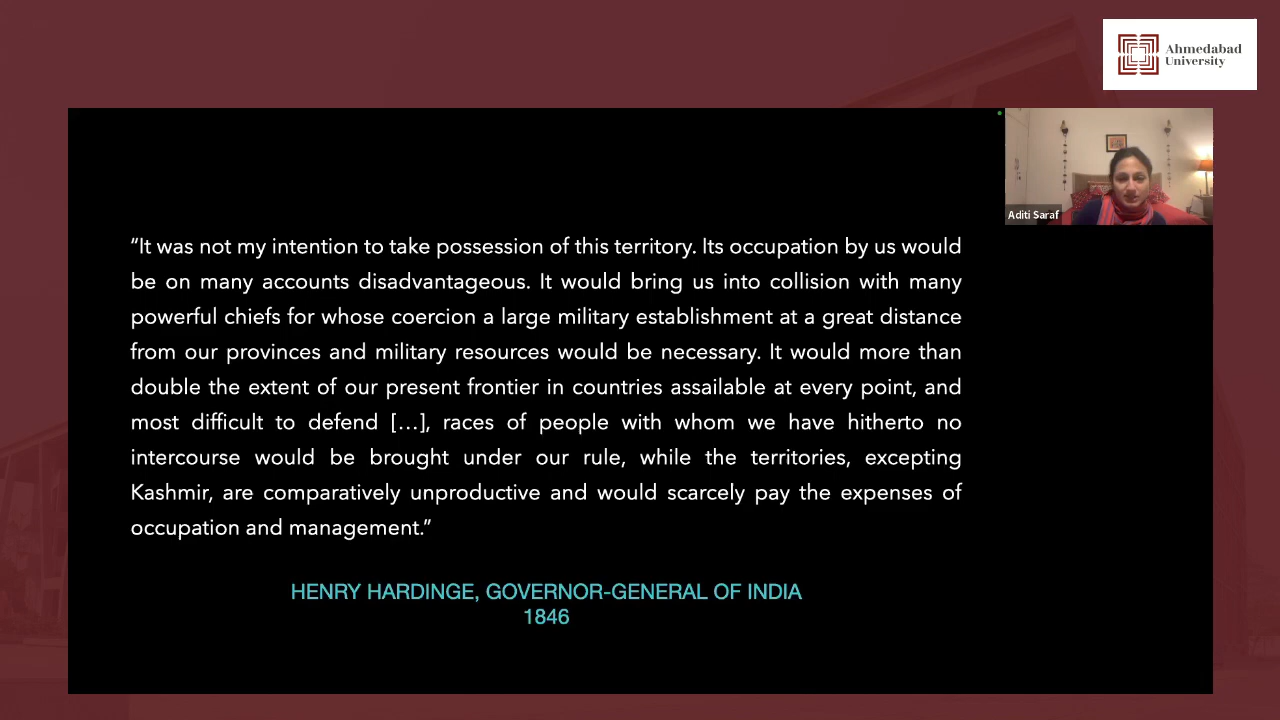 Ahmedabad
University
Aditi Saraf
“It was not my intention to take possession of this territory. Its occupation by us would
be on many accounts disadvantageous. It would bring us into collision with many
powerful chiefs for whose coercion a large military establishment at a great distance
from our provinces and military resources would be necessary. It would more than
double the extent of our present frontier in countries assailable at every point, and
most difficult to defend […], races of people with whom we have hitherto no
intercourse would be brought under our rule, while the territories, excepting
Kashmir, are comparatively unproductive and would scarcely pay the expenses of
occupation and management.”
HENRY HARDINGE, GOVERNOR-GENERAL OF INDIA
1846